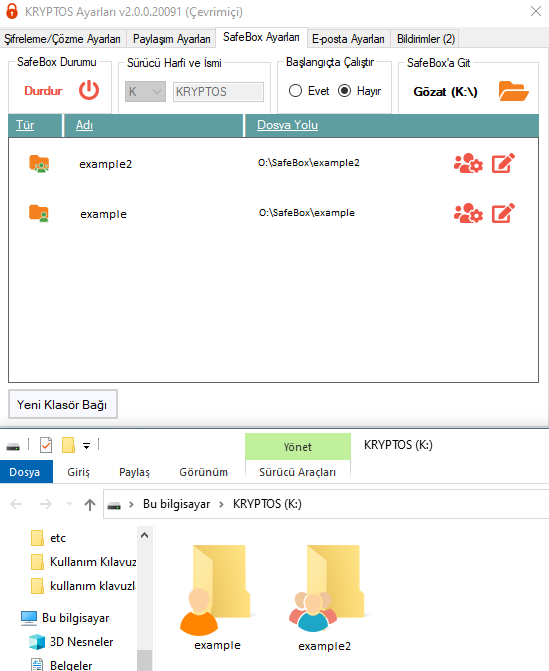 KRYPTOS Ayarları v2.0.0.20091 (Çevrimiçi)
Şifreleme/Çözme Ayarları Paylaşım Ayarları SafeBox Ayarları E-posta Ayarları Bildirimler (2)
SafeBox Durumu Sürücü Harfi ve İsmi Başlangıçta Çalıştır SafeBox'a Git
Durdur K KRYPTOS Evet Hayır Gözat (K:\)
Tür Adı Dosya Yolu
example2 O:\SafeBox\example2
example O:\SafeBox\example
Yeni Klasör Bağı
Yönet KRYPTOS (K:)
Dosya Giriş Paylaş Görünüm Sürücü Araçları
Bu bilgisayar KRYPTOS (K:)
etc
Kullanım Kılavuz
kullanim klavuzla
Bu bilgisayar
3D Nesneler
Belgeler
example example2